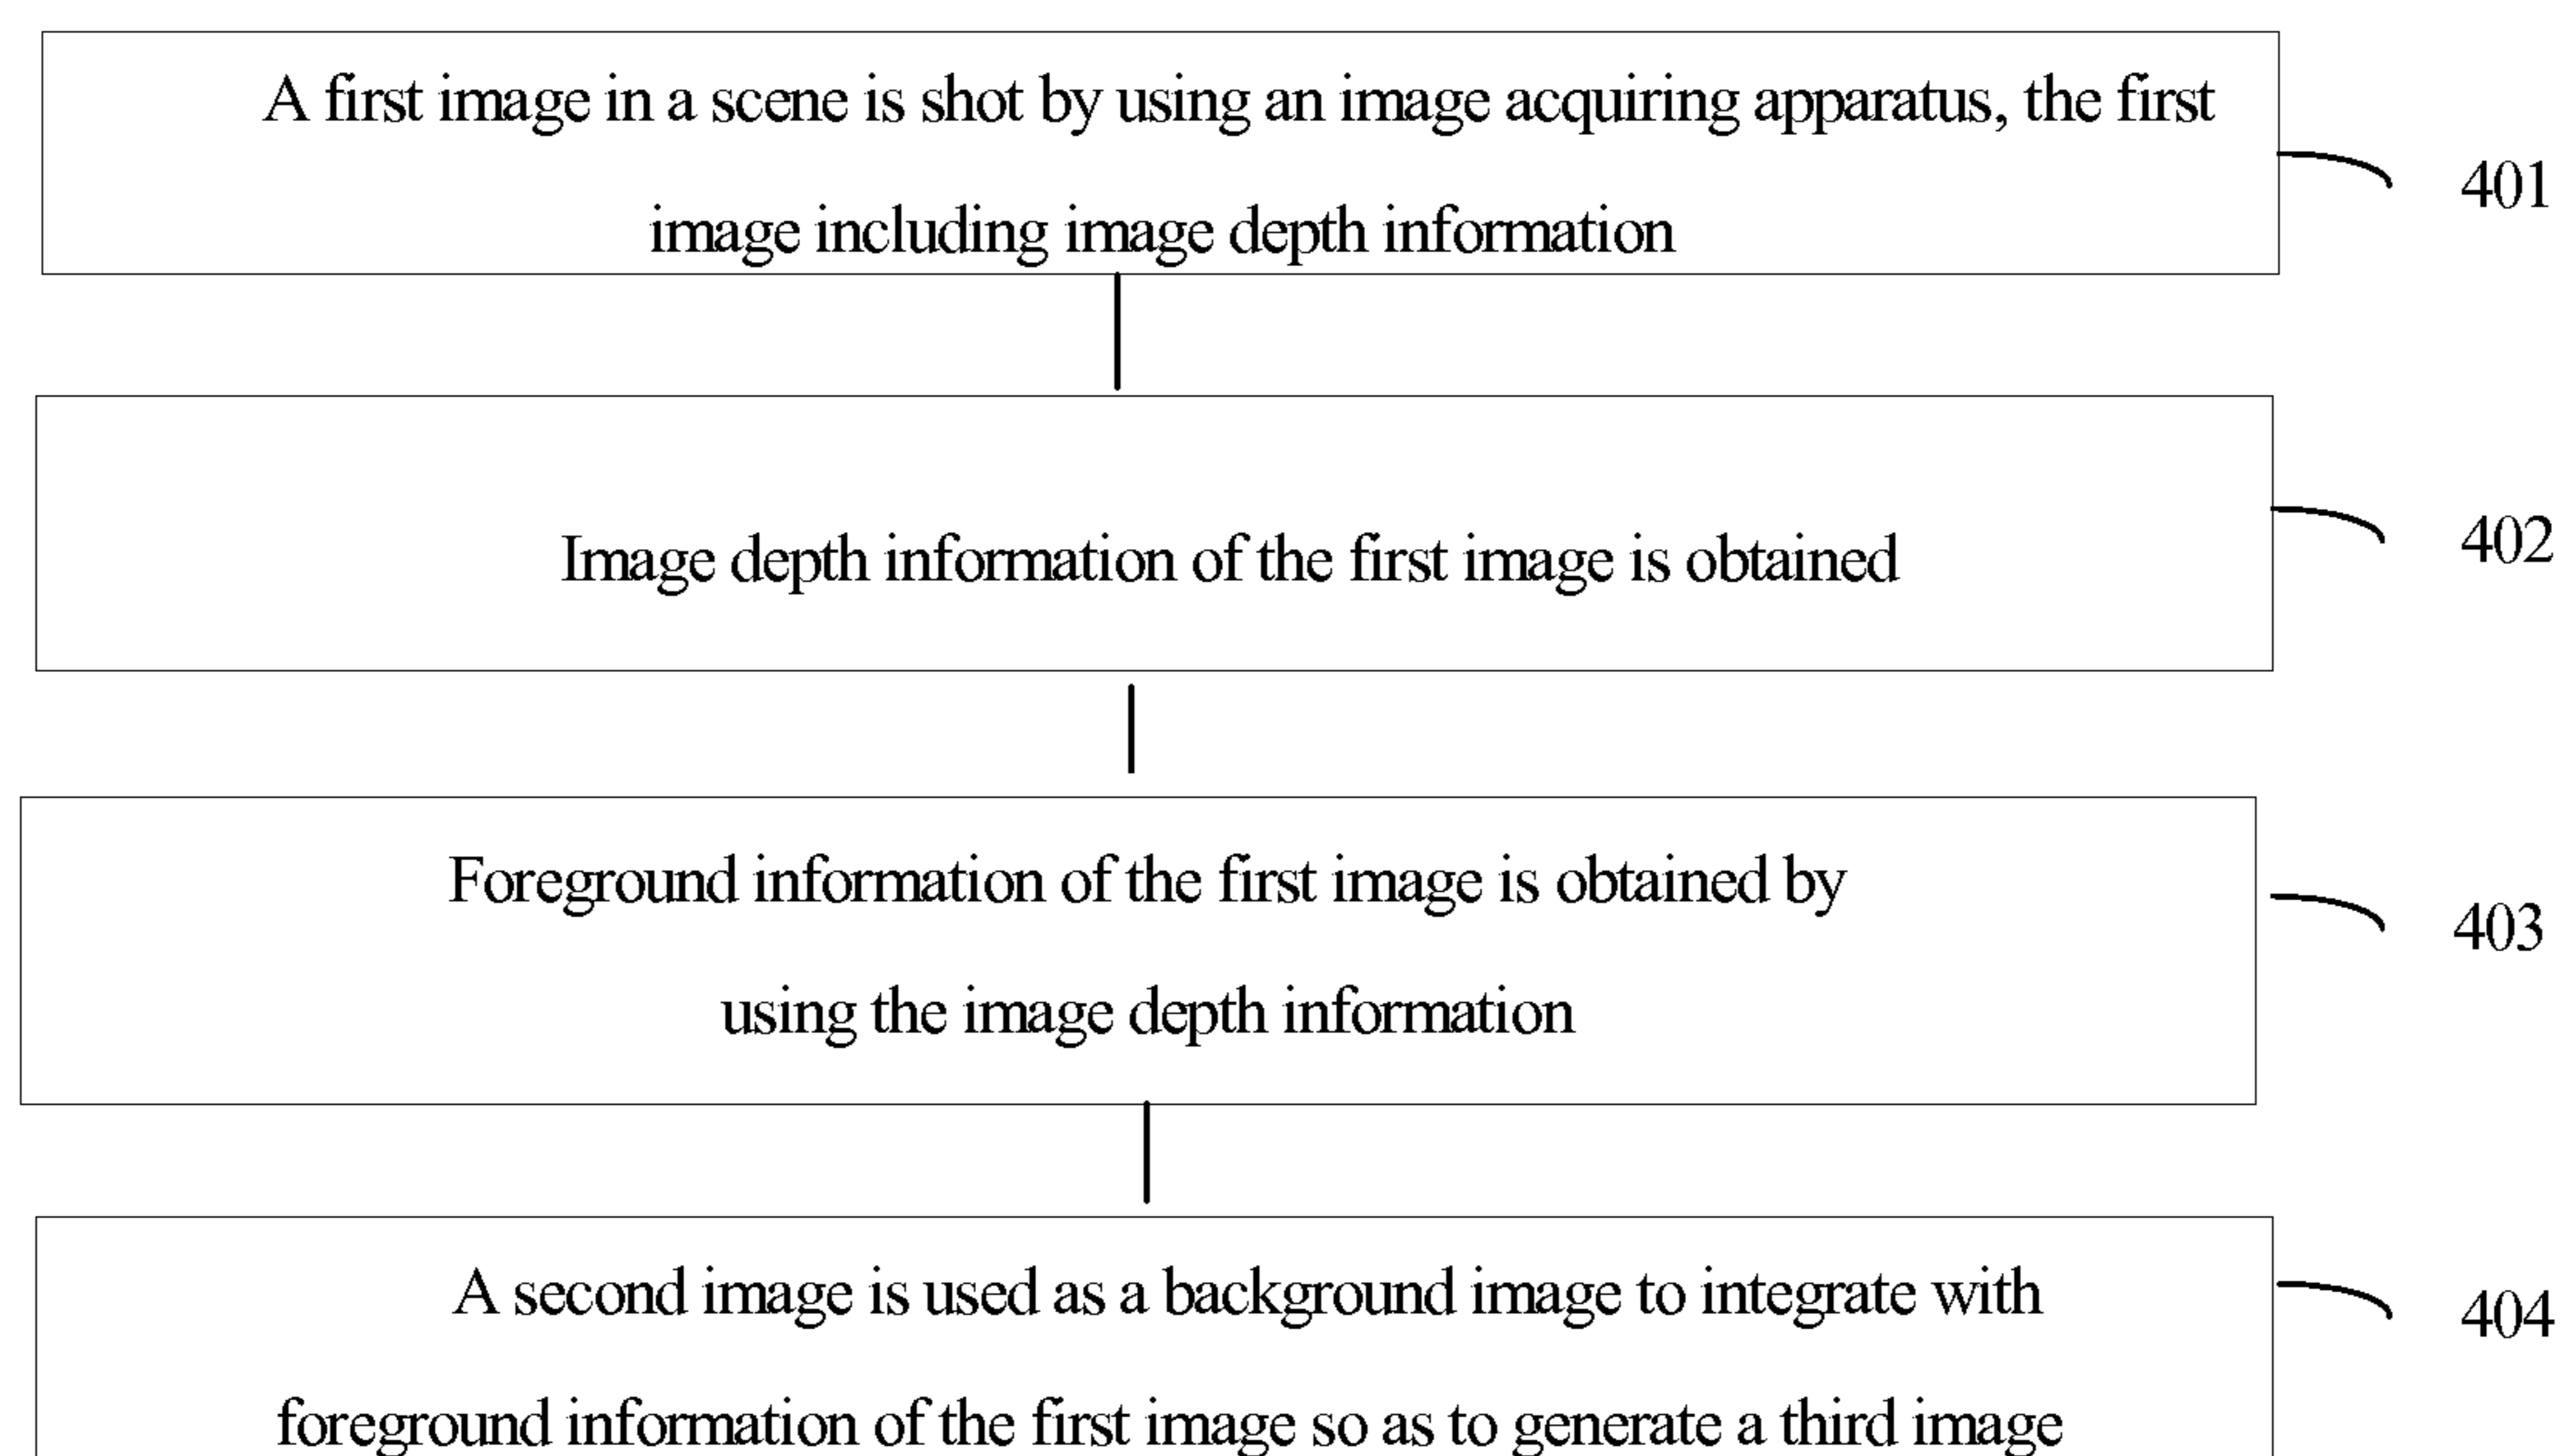 A first image in a scene is shot by using an image acquiring apparatus, the first
image including image depth information
401
Image depth information of the first image is obtained
402
Foreground information of the first image is obtained by
using the image depth information
403
A second image is used as a background image to integrate with
foreground information of the first image so as to generate a third image
404